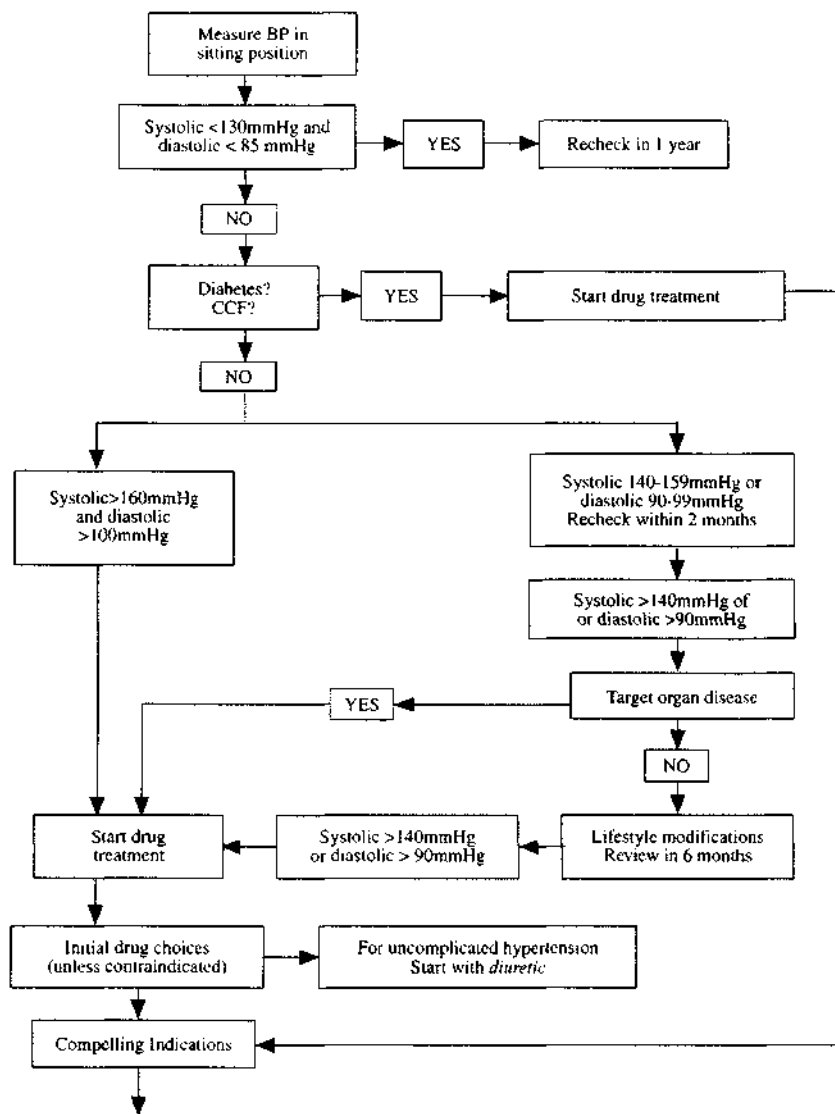 Measure BP in
sitting position
Systolic <130mmHg and
diastolic < 85 mmHg
YES
Recheck in 1 year
NO
Diabetes?
CCF?
YES
Start drug treatment
NO
Systolic>160mmHg
and diastolic
>100mmHg
Systolic 140-159mmHg or
diastolic 90-99mmHg
Recheck within 2 months
Systolic >140mmHg of
or diastolic >90mmHg
YES
Target organ disease
NO
Start drug
treatment
Systolic >140mmHg
or diastolic > 90mmHg
Lifestyle modifications
Review in 6 months
Initial drug choices
(unless contraindicated)
For uncomplicated hypertension
Start with diuretic
Compelling Indications